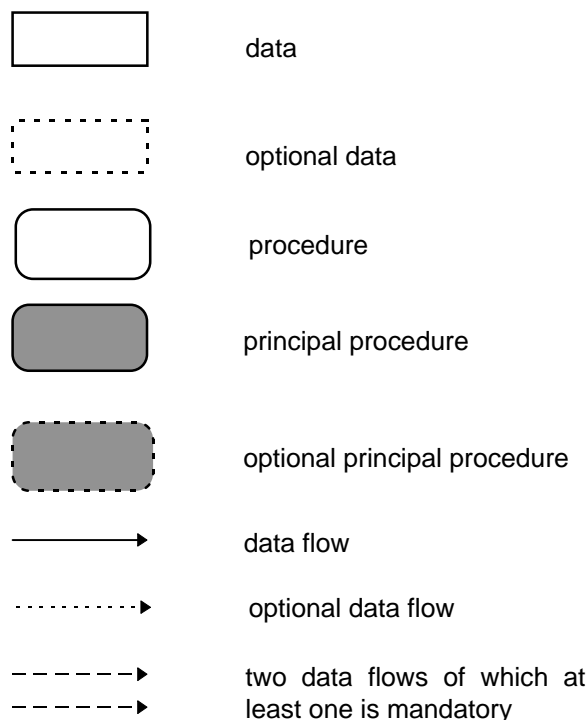 data
optional data
procedure
principal procedure
optional principal procedure
data flow
optional data flow
two data flows of which at
least one is mandatory